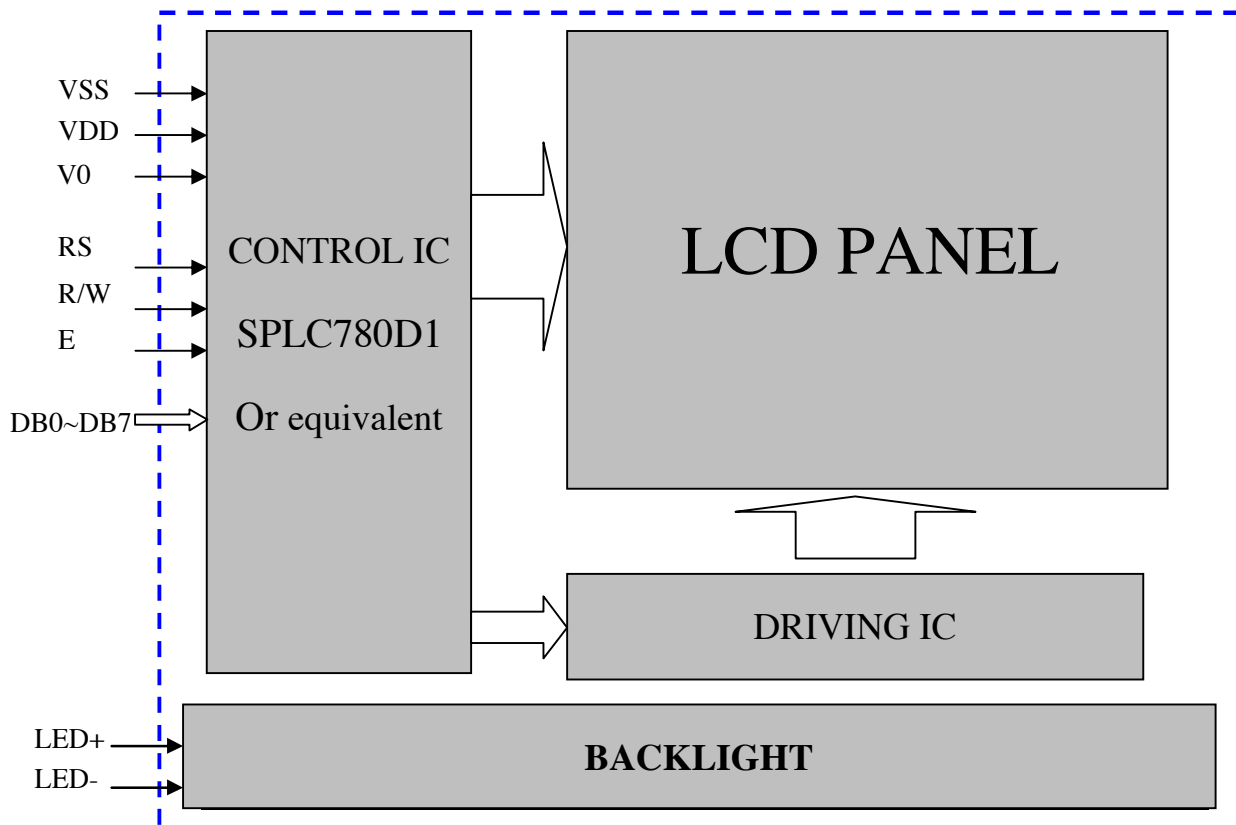 VSS
VDD
V0
RS
R/W
E
DB0~DB7
CONTROL IC
SPLC780D1
Or equivalent
LCD PANEL
DRIVING IC
LED+
LED-
BACKLIGHT